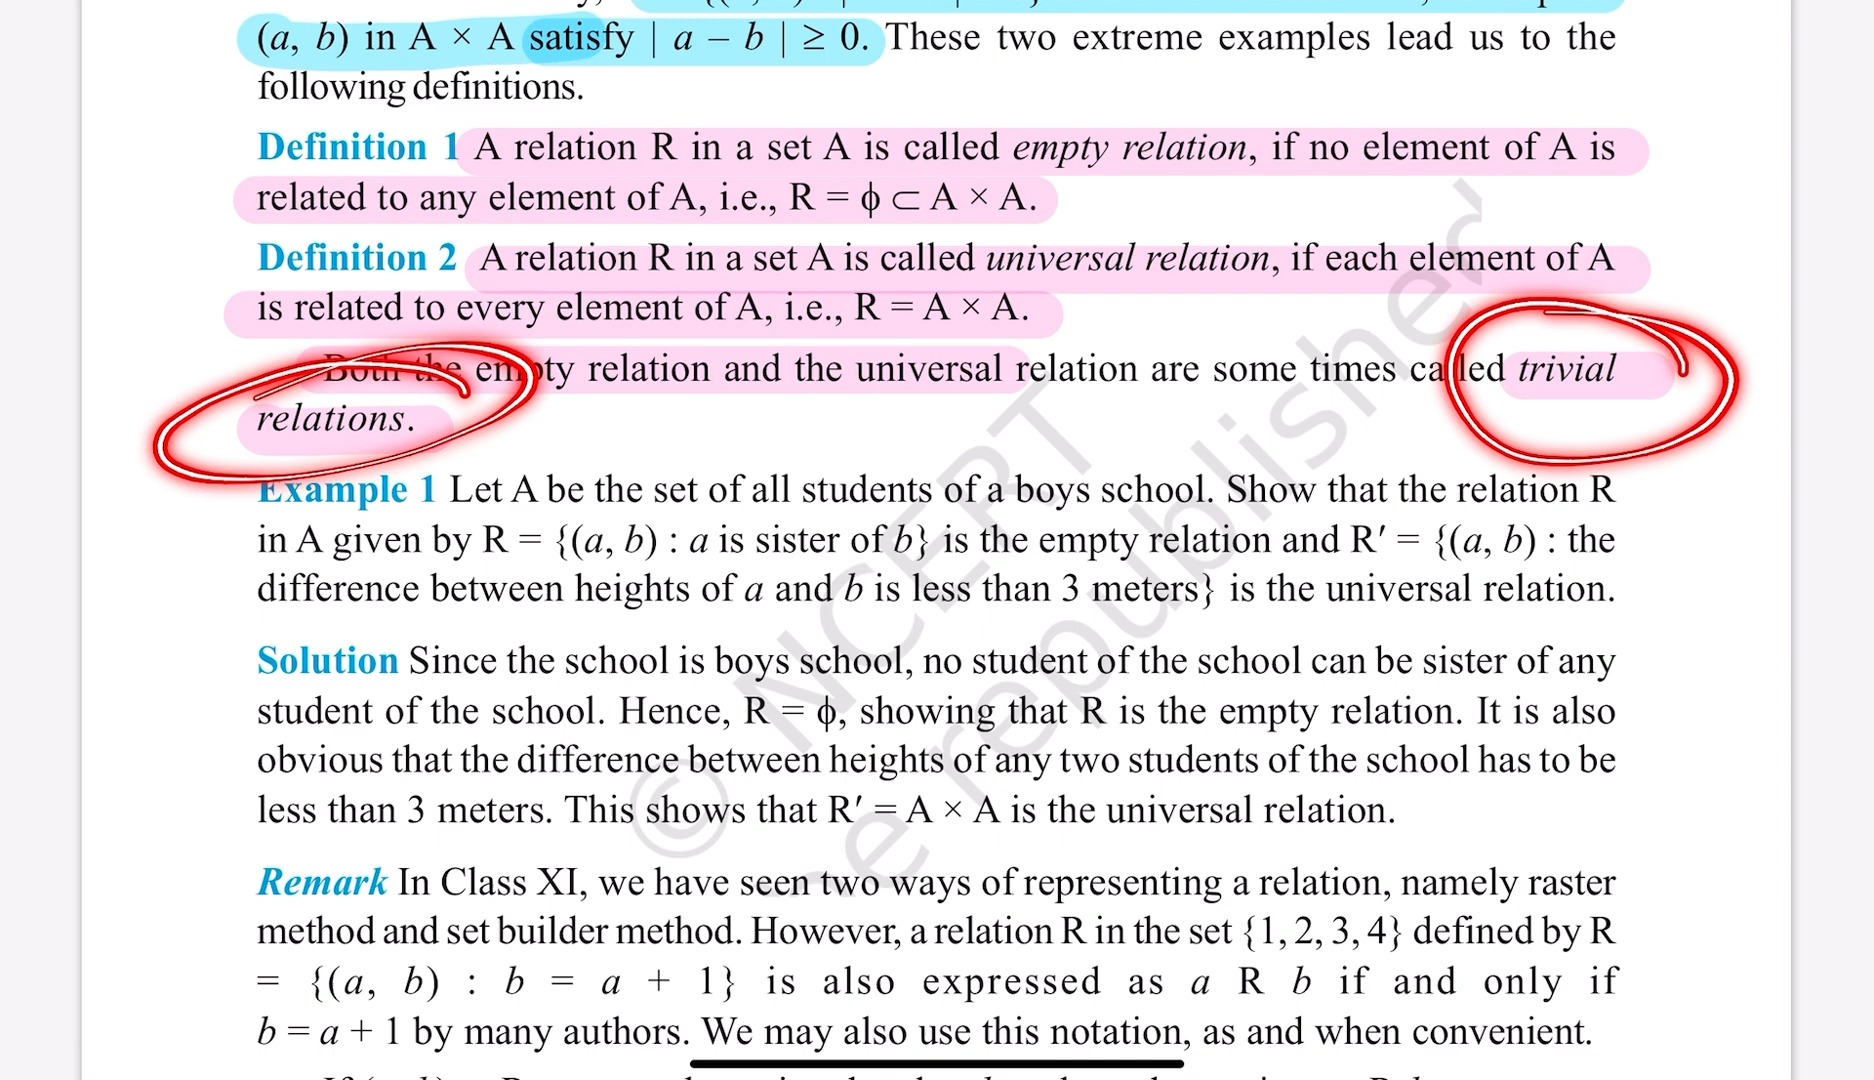 (a, b) in A × A satisfy | a – b | ≥ 0. These two extreme examples lead us to the
following definitions.
Definition 1 A relation R in a set A is called empty relation, if no element of A is
related to any element of A, i.e., R = ϕ ⊂ A × A.
Definition 2 A relation R in a set A is called universal relation, if each element of A
is related to every element of A, i.e., R = A × A.
Both the empty relation and the universal relation are some times called trivial
relations.
Example 1 Let A be the set of all students of a boys school. Show that the relation R
in A given by R = {(a, b) : a is sister of b} is the empty relation and R′ = {(a, b) : the
difference between heights of a and b is less than 3 meters} is the universal relation.
Solution Since the school is boys school, no student of the school can be sister of any
student of the school. Hence, R = ϕ, showing that R is the empty relation. It is also
obvious that the difference between heights of any two students of the school has to be
less than 3 meters. This shows that R′ = A × A is the universal relation.
Remark In Class XI, we have seen two ways of representing a relation, namely raster
method and set builder method. However, a relation R in the set {1, 2, 3, 4} defined by R
= {(a, b) : b = a + 1} is also expressed as a R b if and only if
b = a + 1 by many authors. We may also use this notation, as and when convenient.
© NCERT
republished